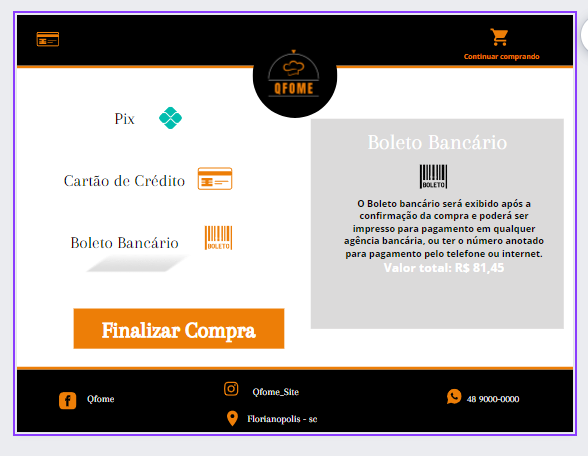 Continuar comprando
QFOME
Pix
Cartão de Crédito
Boleto Bancário
BOLETO
Finalizar Compra
Boleto Bancário
BOLETO
O Boleto bancário será exibido após a
confirmação da compra e poderá ser
impresso para pagamento em qualquer
agência bancária, ou ter o número anotado
para pagamento pelo telefone ou internet.
Valor total: R$ 81,45
Qfome
Qfome_Site
Florianopolis - sc
48 9000-0000